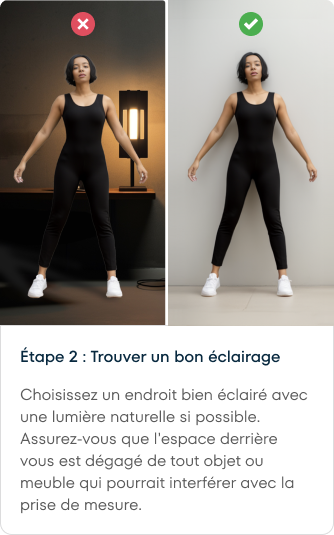 Étape 2 : Trouver un bon éclairage
Choisissez un endroit bien éclairé avec
une lumière naturelle si possible.
Assurez-vous que l'espace derrière
vous est dégagé de tout objet ou
meuble qui pourrait interférer avec la
prise de mesure.